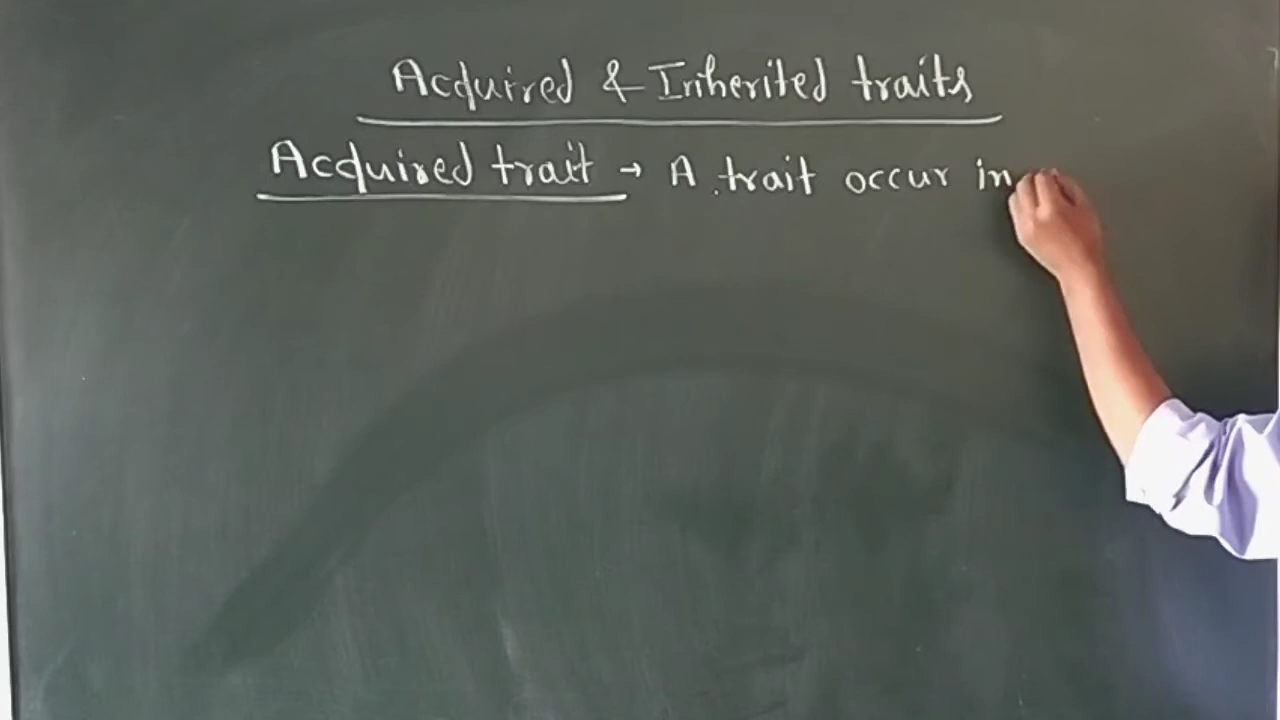 Acquired & Inherited traits
Acquired trait → A trait occur in